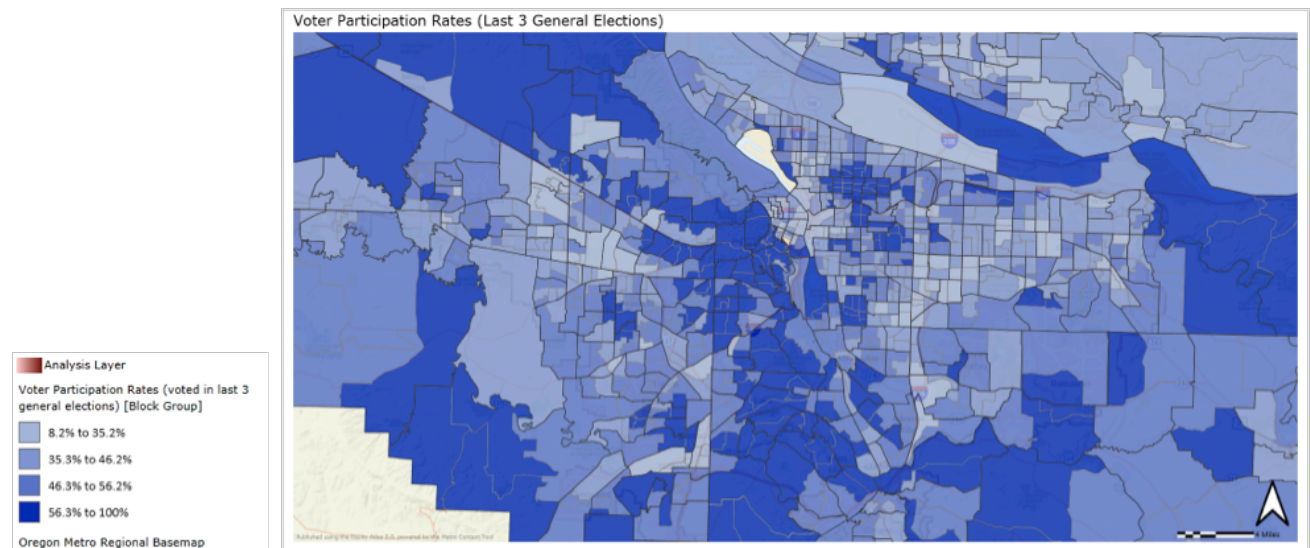 Voter Participation Rates (Last 3 General Elections)
Analysis Layer
Voter Participation Rates (voted in last 3
general elections) [Block Group]
8.2% to 35.2%
35.3% to 46.2%
46.3% to 56.2%
56.3% to 100%
Oregon Metro Regional Basemap
4 Miles